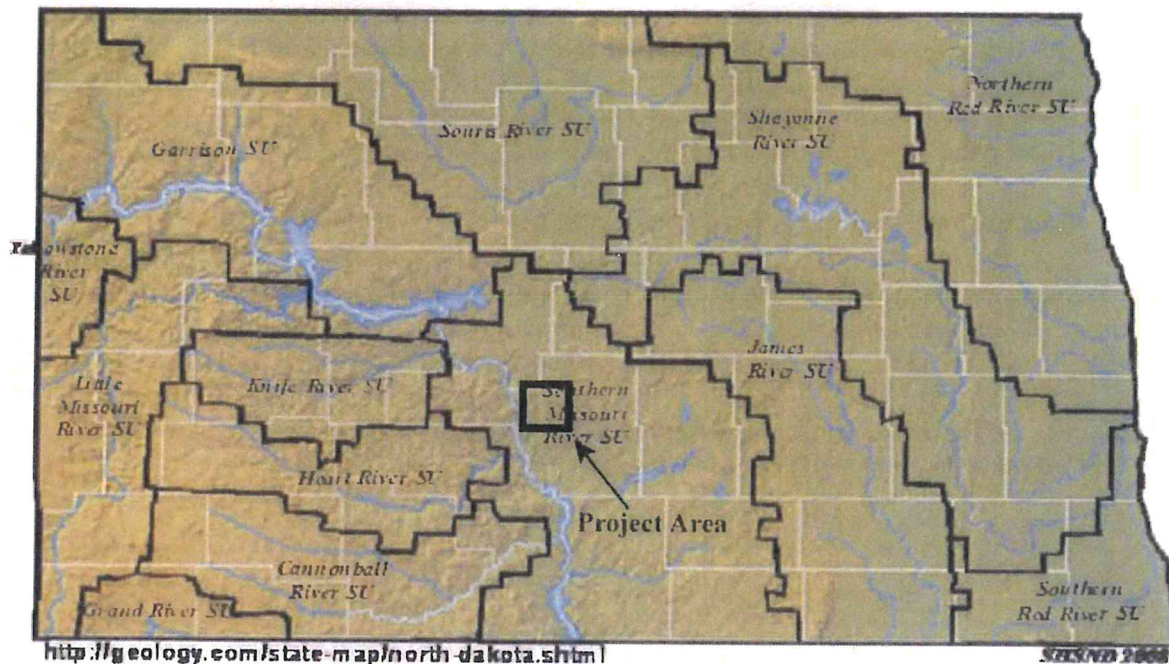 Northern
Red River SU
Sheyenne
River SU
Souris River SU
Garrison SU
Yellowstone
River
SU
James
River SU
Little
Missouri
River SU
Knife River SU
Southern
Missouri
River SU
Heart River SU
Project Area
Cannonball
River SU
Grand River SU
Southern
Red River SU
http://geology.com/state-map/north-dakota.shtml
SHSND